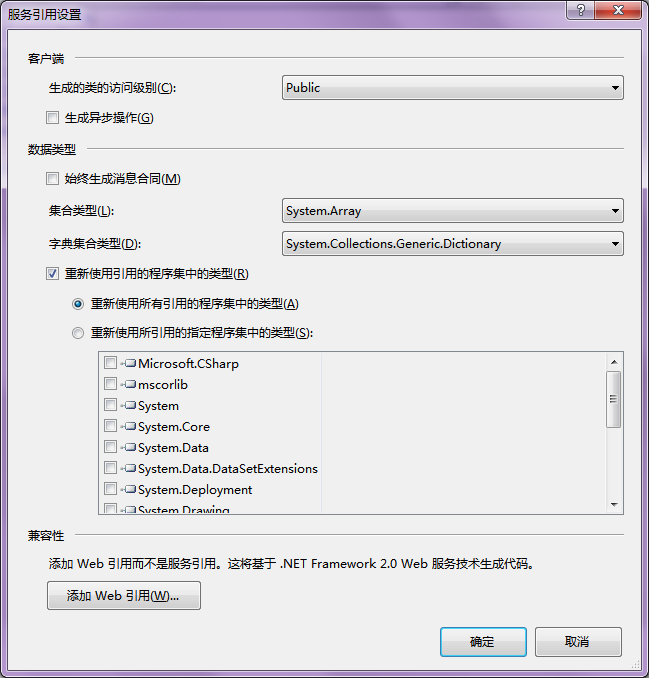 服务引用设置
客户端
生成的类的访问级别(C):
Public
生成异步操作(G)
数据类型
始终生成消息合同(M)
集合类型(L):
System.Array
字典集合类型(D):
System.Collections.Generic.Dictionary
重新使用引用的程序集中的类型(R)
重新使用所有引用的程序集中的类型(A)
重新使用所引用的指定程序集中的类型(S):
Microsoft.CSharp
mscorlib
System
System.Core
System.Data
System.Data.DataSetExtensions
System.Deployment
System.Drawing
兼容性
添加 Web 引用而不是服务引用。这将基于 .NET Framework 2.0 Web 服务技术生成代码。
添加 Web 引用(W)...
确定
取消